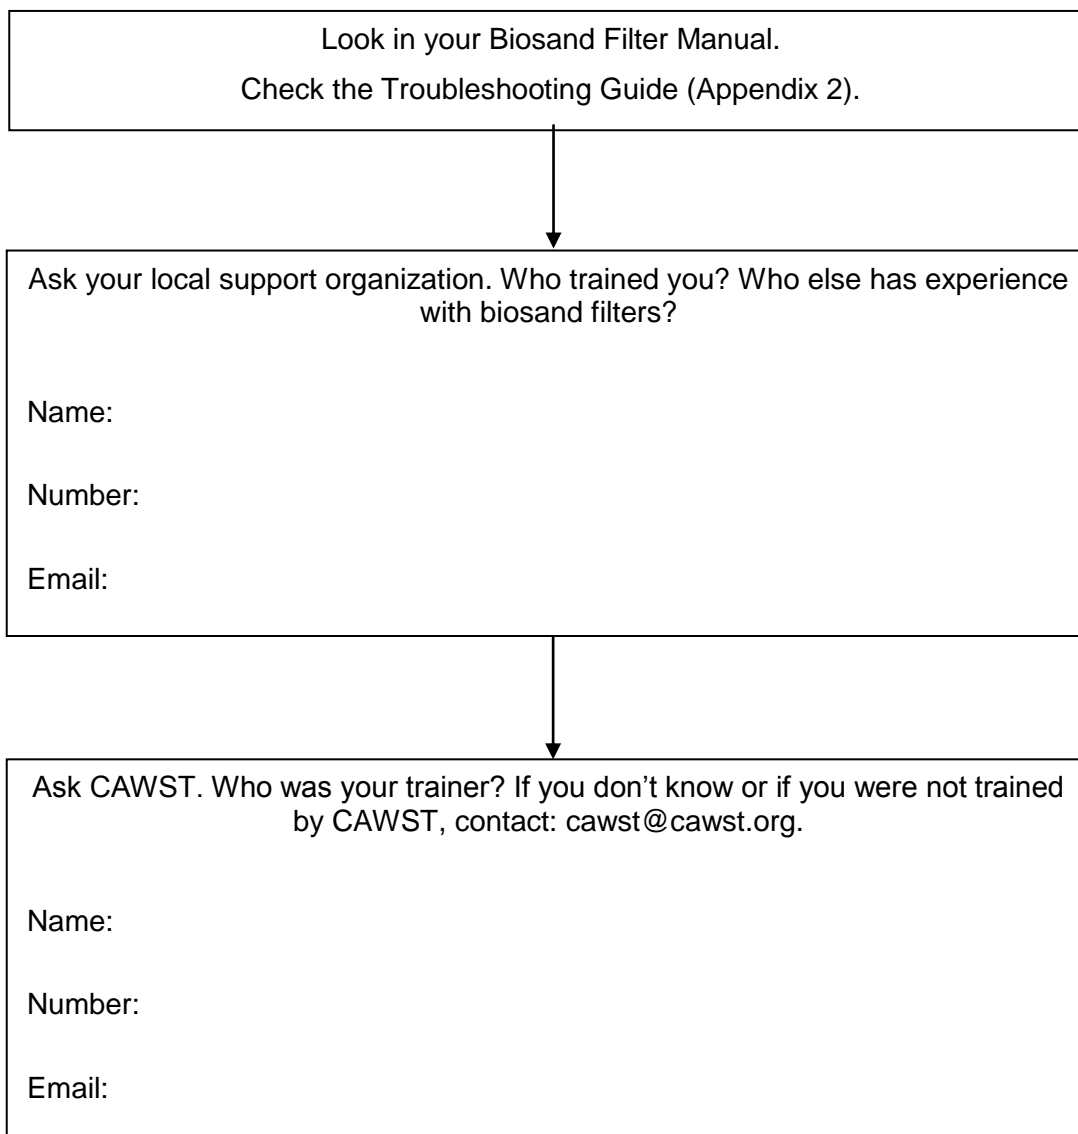 Look in your Biosand Filter Manual.
Check the Troubleshooting Guide (Appendix 2).
Ask your local support organization. Who trained you? Who else has experience
with biosand filters?
Name:
Number:
Email:
Ask CAWST. Who was your trainer? If you don’t know or if you were not trained
by CAWST, contact: cawst@cawst.org.
Name:
Number:
Email: